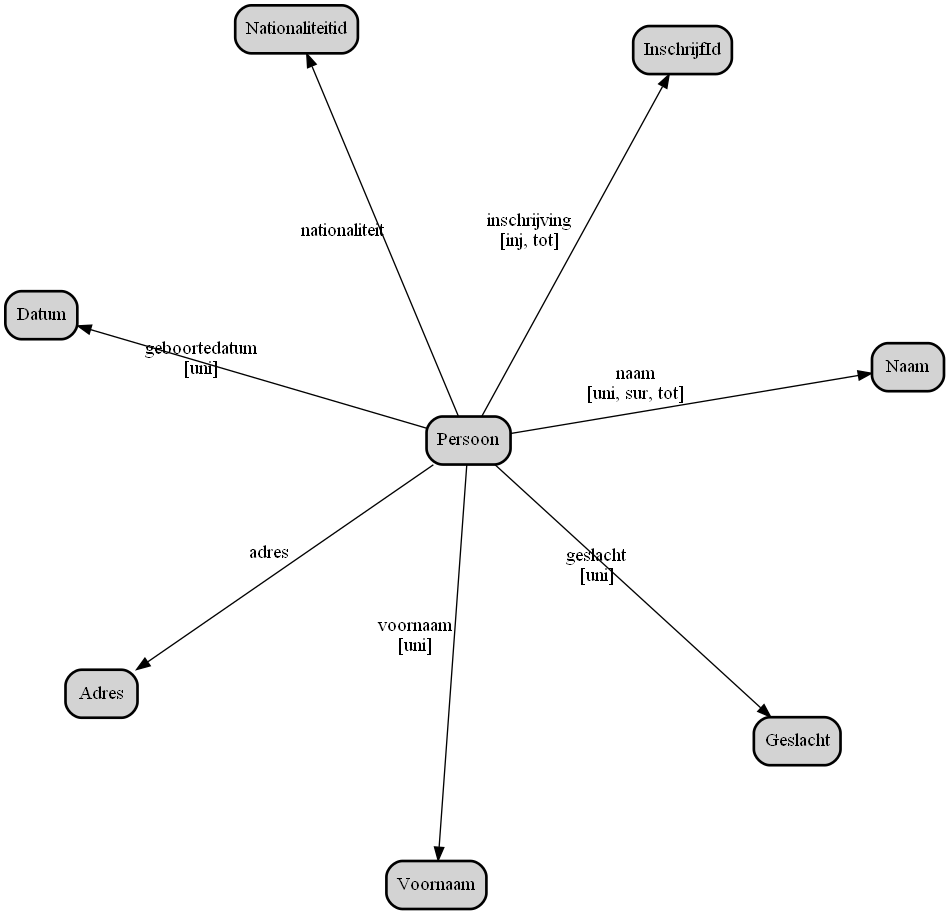 Nationaliteitid
InschrijfId
inschrijving
[inj, tot]
nationaliteit
Datum
geboortedatum
[uni]
naam
[uni, sur, tot]
Naam
Persoon
adres
geslacht
[uni]
voornaam
[uni]
Adres
Geslacht
Voornaam